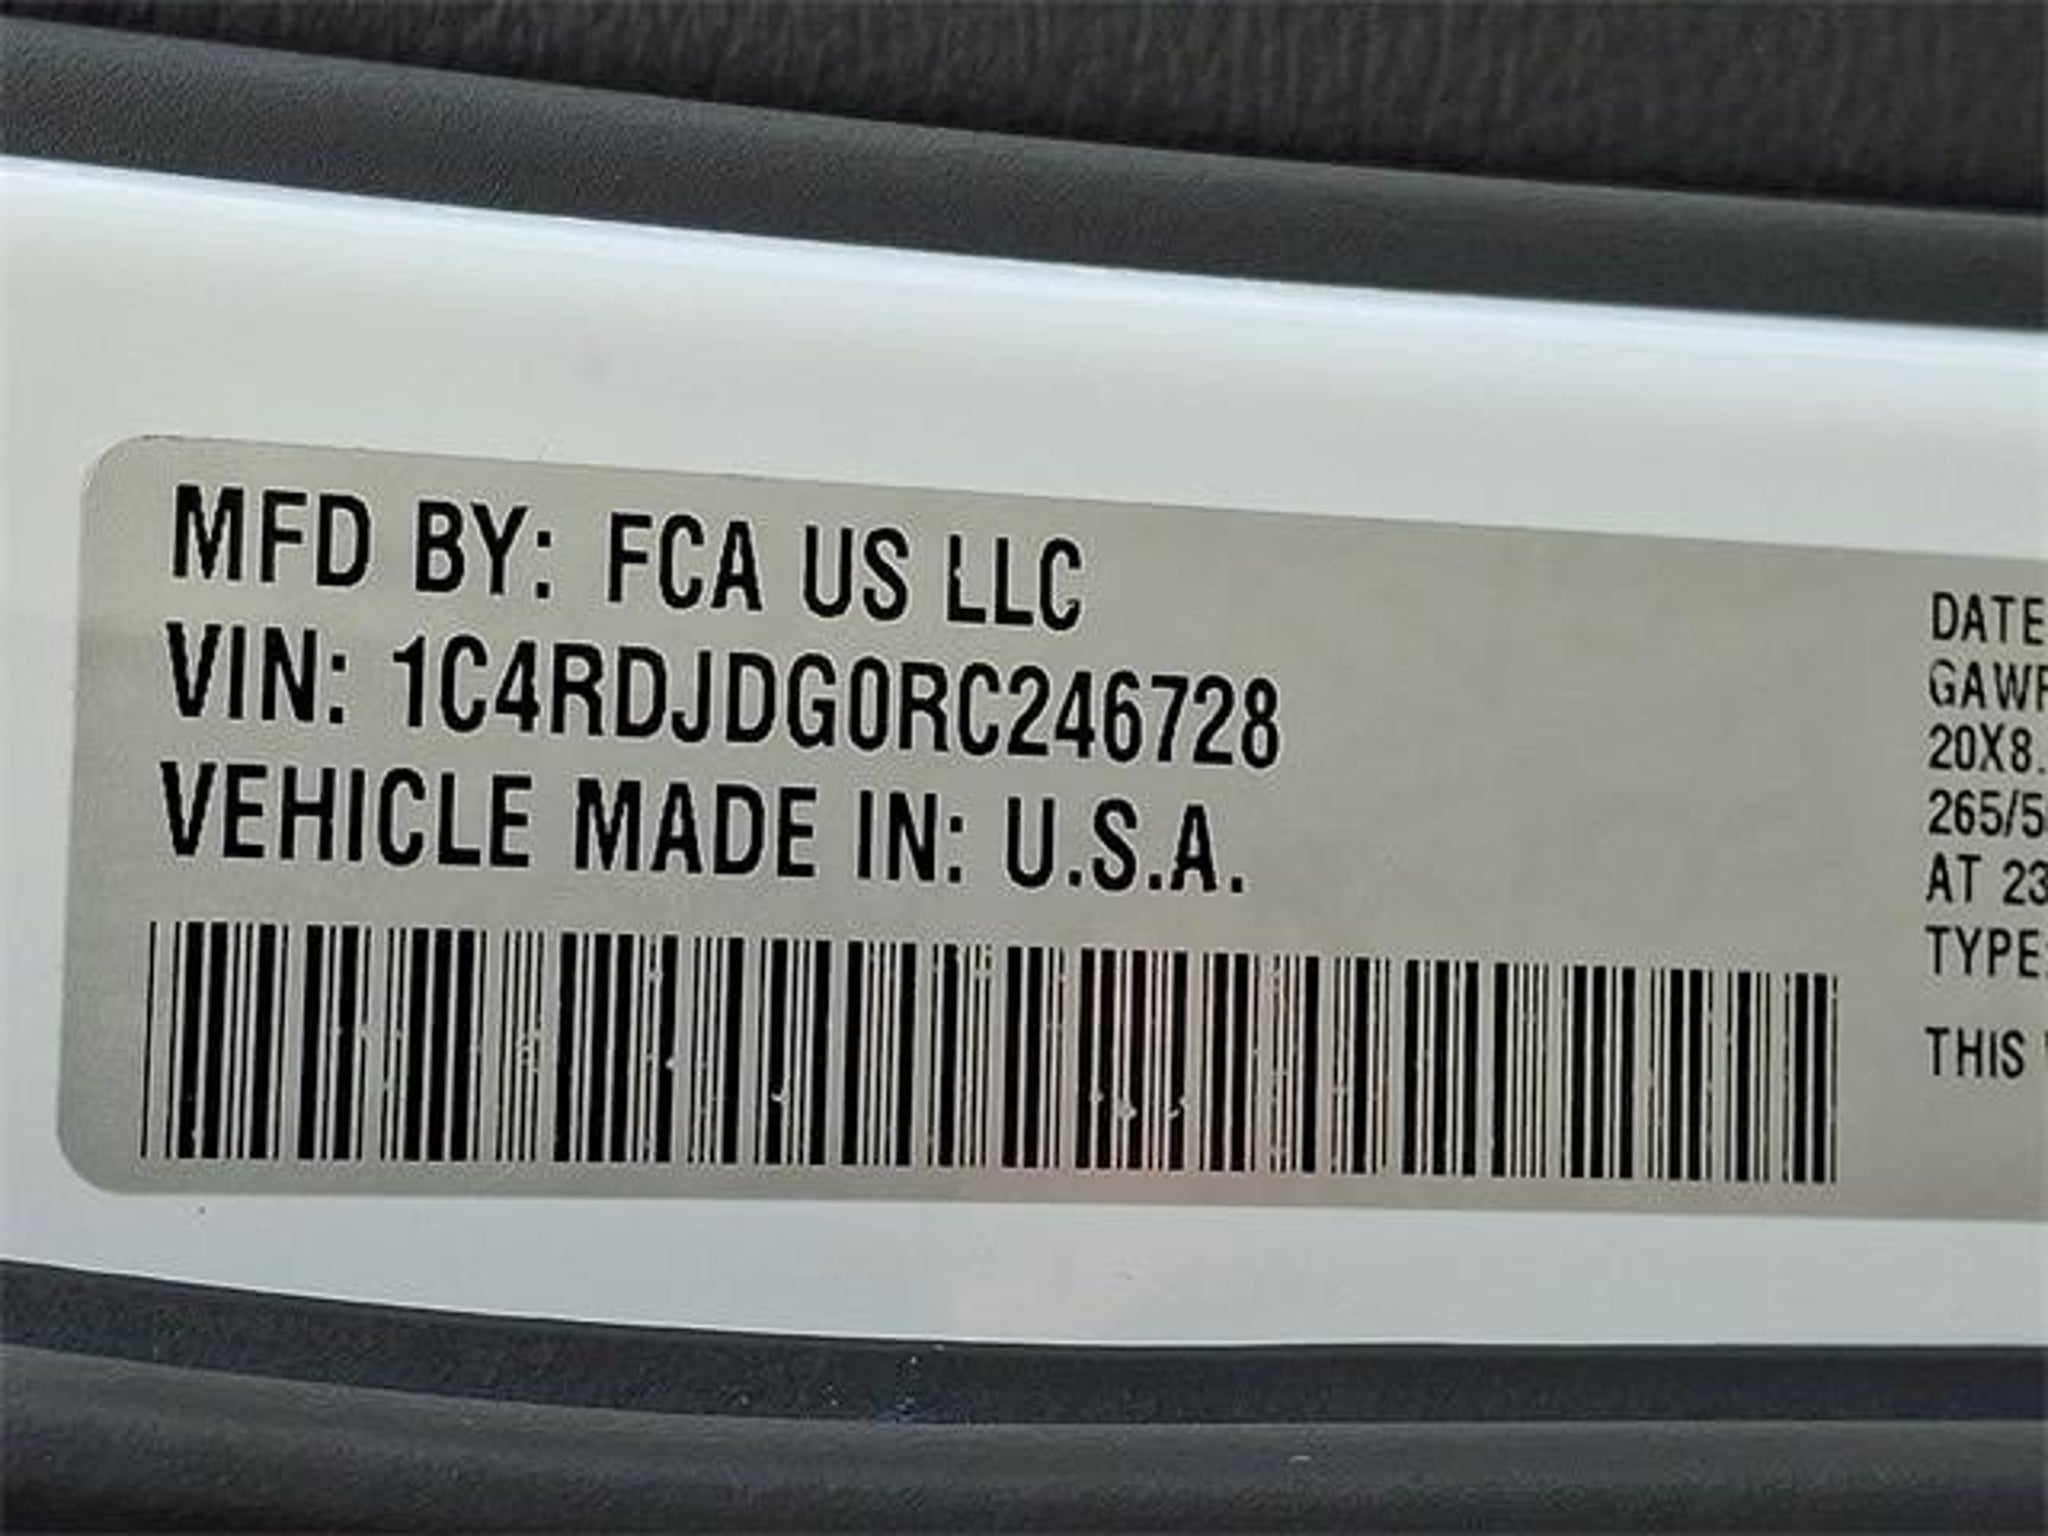 MFD BY: FCA US LLC
VIN: 1C4RDJDG0RC246728
VEHICLE MADE IN: U.S.A.
DATE
GAWR
20X8.
265/5
AT 23
TYPE:
THIS